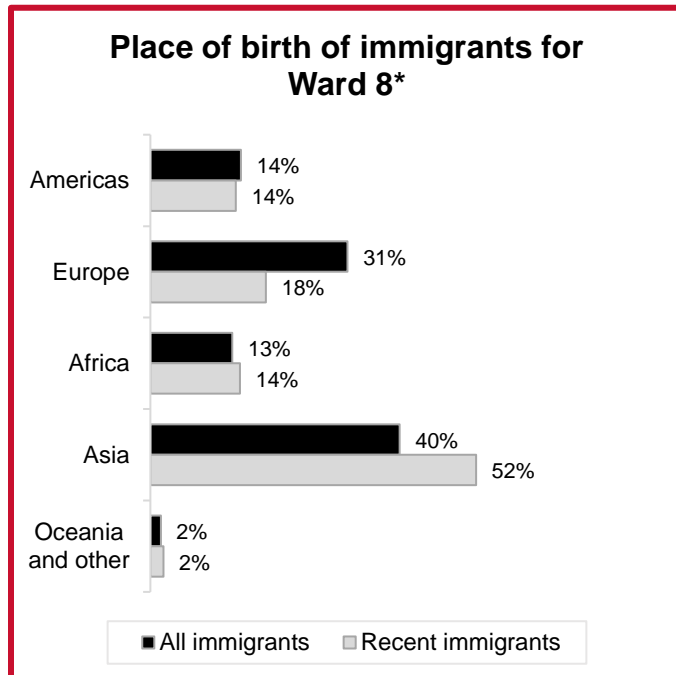 Place of birth of immigrants for
Ward 8*
Americas
14%
14%
Europe
31%
18%
Africa
13%
14%
Asia
40%
52%
Oceania
and other
2%
2%
All immigrants
Recent immigrants